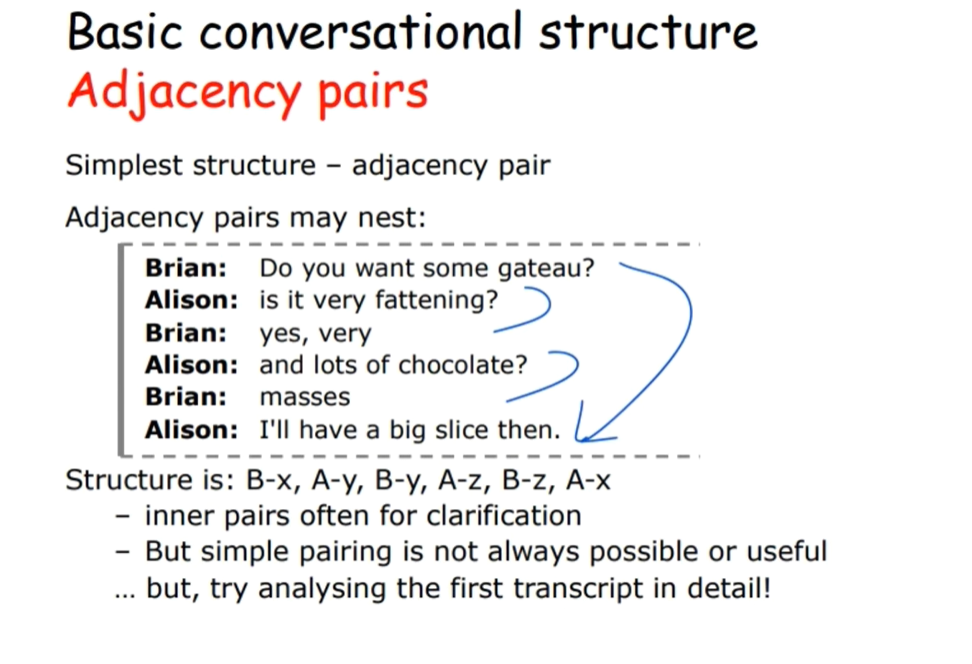 Basic conversational structure
Adjacency pairs
Simplest structure – adjacency pair
Adjacency pairs may nest:
Brian: Do you want some gateau?
Alison: is it very fattening?
Brian: yes, very
Alison: and lots of chocolate?
Brian: masses
Alison: I'll have a big slice then.
Structure is: B-x, A-y, B-y, A-z, B-z, A-x
– inner pairs often for clarification
– But simple pairing is not always possible or useful
... but, try analysing the first transcript in detail!